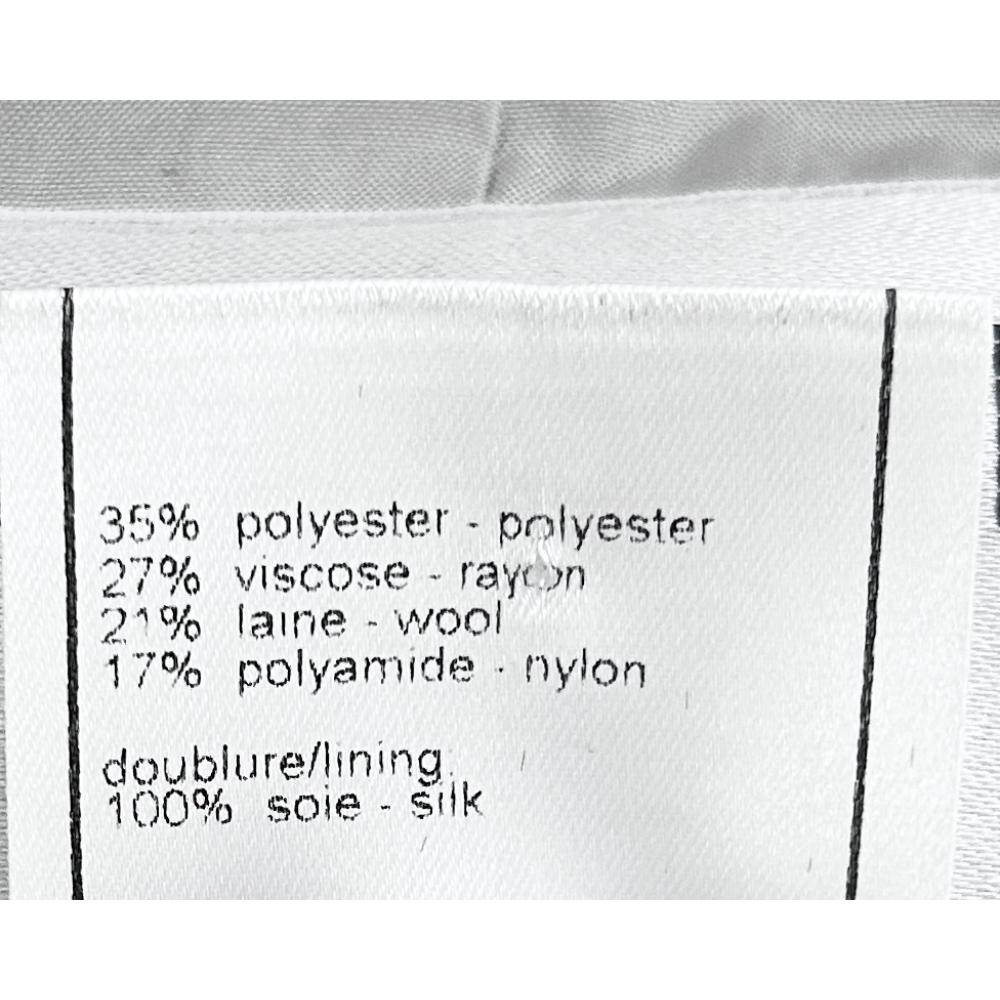 35% polyester - polyester
27% viscose - rayon
21% laine - wool
17% polyamide - nylon
doublure/lining
100% soie - silk